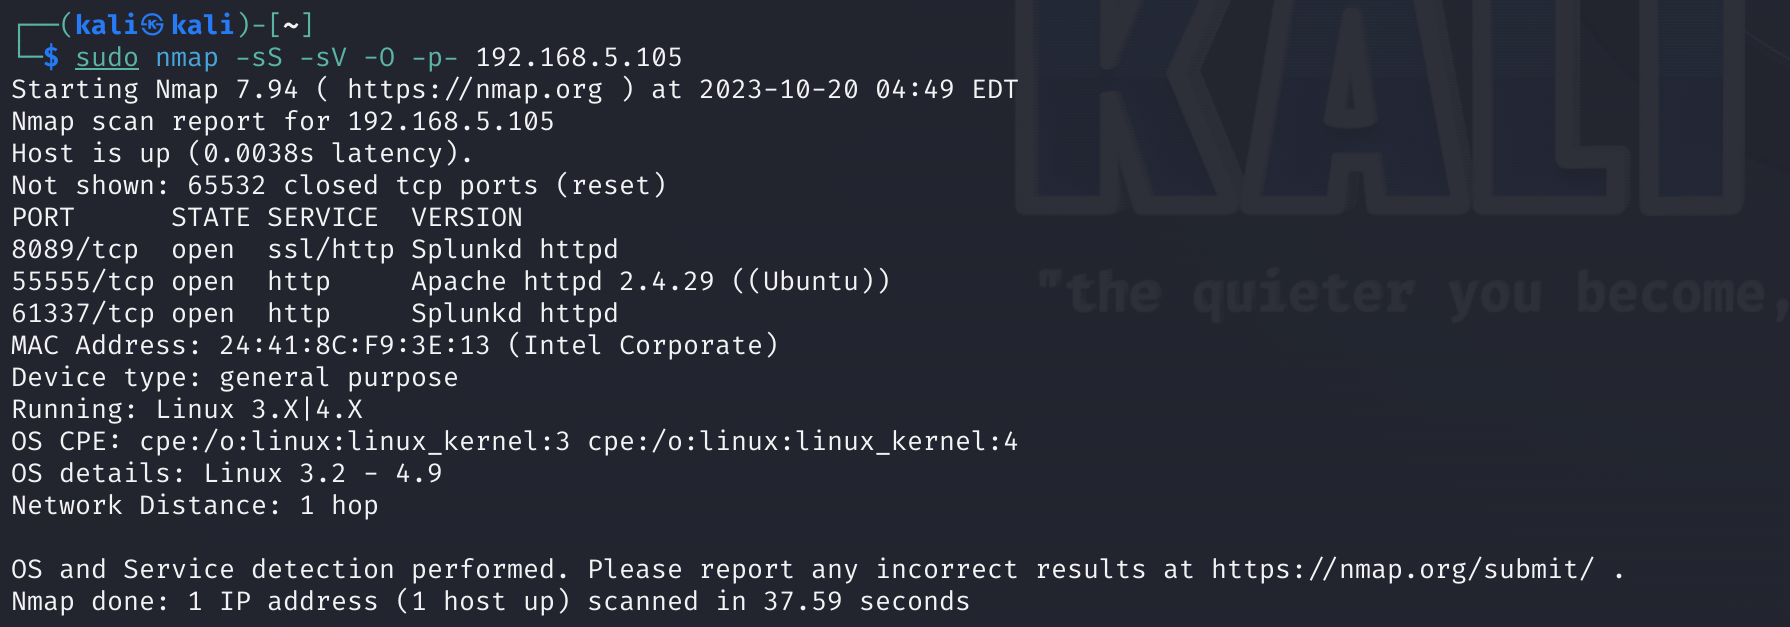 ┌──(kali㉿kali)-[~]
└─$ sudo nmap -sS -sV -O -p- 192.168.5.105
Starting Nmap 7.94 ( https://nmap.org ) at 2023-10-20 04:49 EDT
Nmap scan report for 192.168.5.105
Host is up (0.0038s latency).
Not shown: 65532 closed tcp ports (reset)
PORT      STATE SERVICE  VERSION
8089/tcp  open  ssl/http Splunkd httpd
55555/tcp open  http     Apache httpd 2.4.29 ((Ubuntu))
61337/tcp open  http     Splunkd httpd
MAC Address: 24:41:8C:F9:3E:13 (Intel Corporate)
Device type: general purpose
Running: Linux 3.X|4.X
OS CPE: cpe:/o:linux:linux_kernel:3 cpe:/o:linux:linux_kernel:4
OS details: Linux 3.2 - 4.9
Network Distance: 1 hop
OS and Service detection performed. Please report any incorrect results at https://nmap.org/submit/ .
Nmap done: 1 IP address (1 host up) scanned in 37.59 seconds
KALI
"the quieter you become,